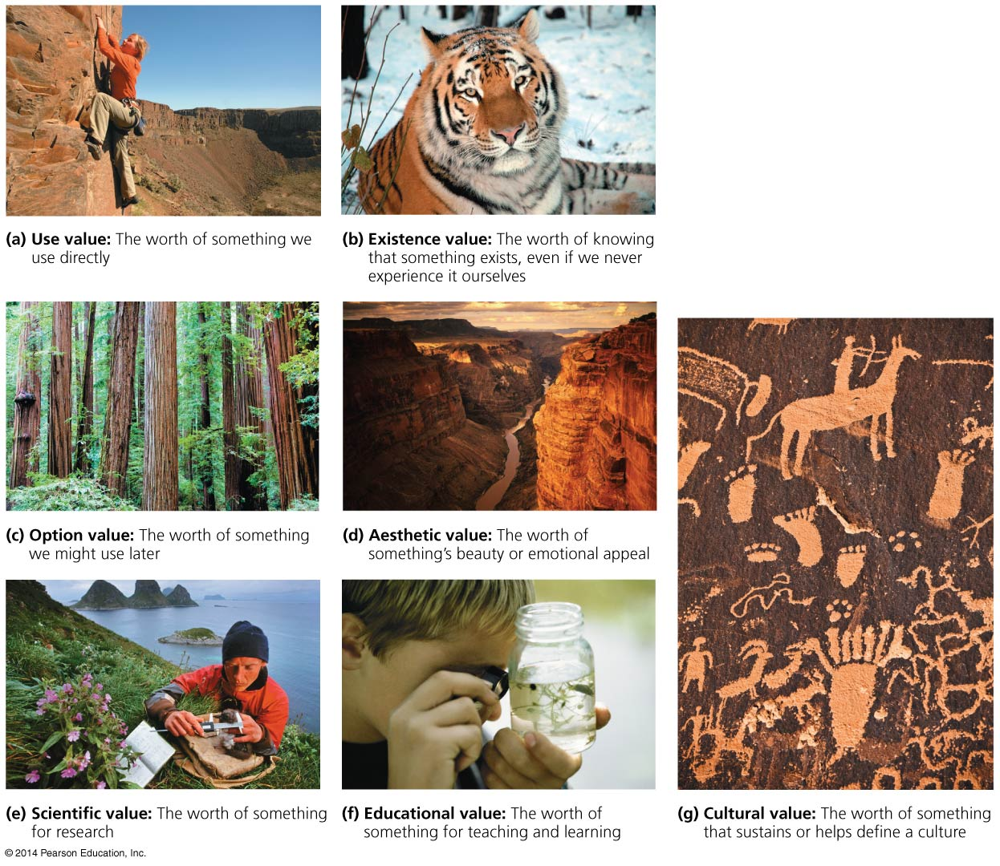 (a) Use value: The worth of something we
use directly
(b) Existence value: The worth of knowing
that something exists, even if we never
experience it ourselves
(c) Option value: The worth of something
we might use later
(d) Aesthetic value: The worth of
something’s beauty or emotional appeal
(e) Scientific value: The worth of something
for research
(f) Educational value: The worth of
something for teaching and learning
(g) Cultural value: The worth of something
that sustains or helps define a culture
© 2014 Pearson Education, Inc.